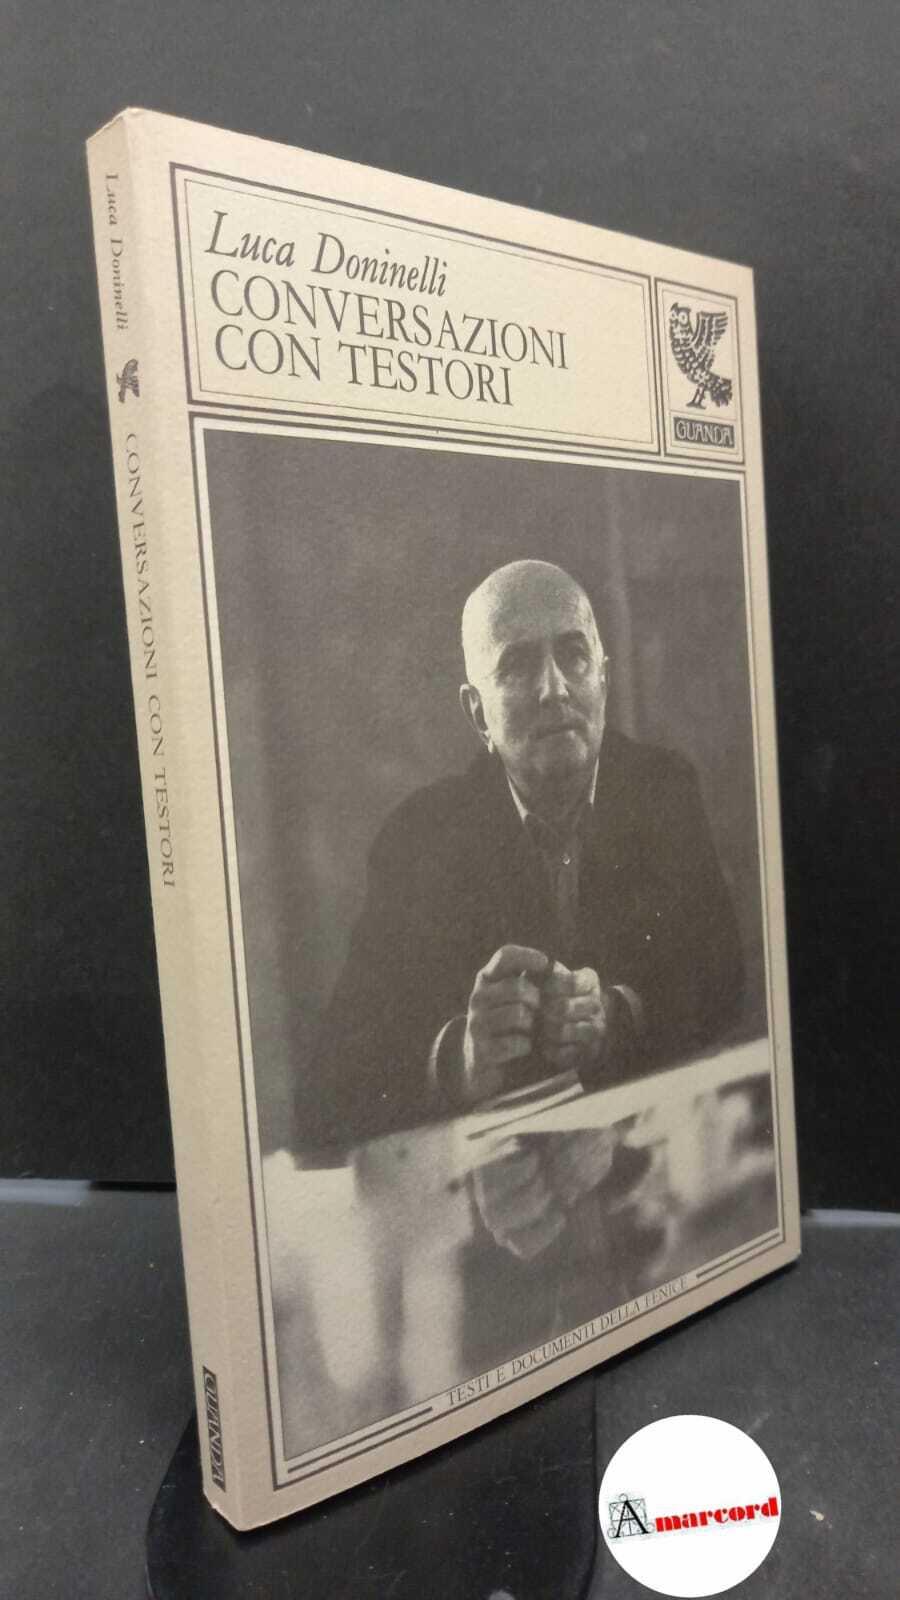 Luca Doninelli
CONVERSAZIONI
CON TESTORI
GUANDA
TESTI E DOCUMENTI DELLA FENICE
Luca Doninelli
CONVERSAZIONI CON TESTORI
GUANDA
Amarcord